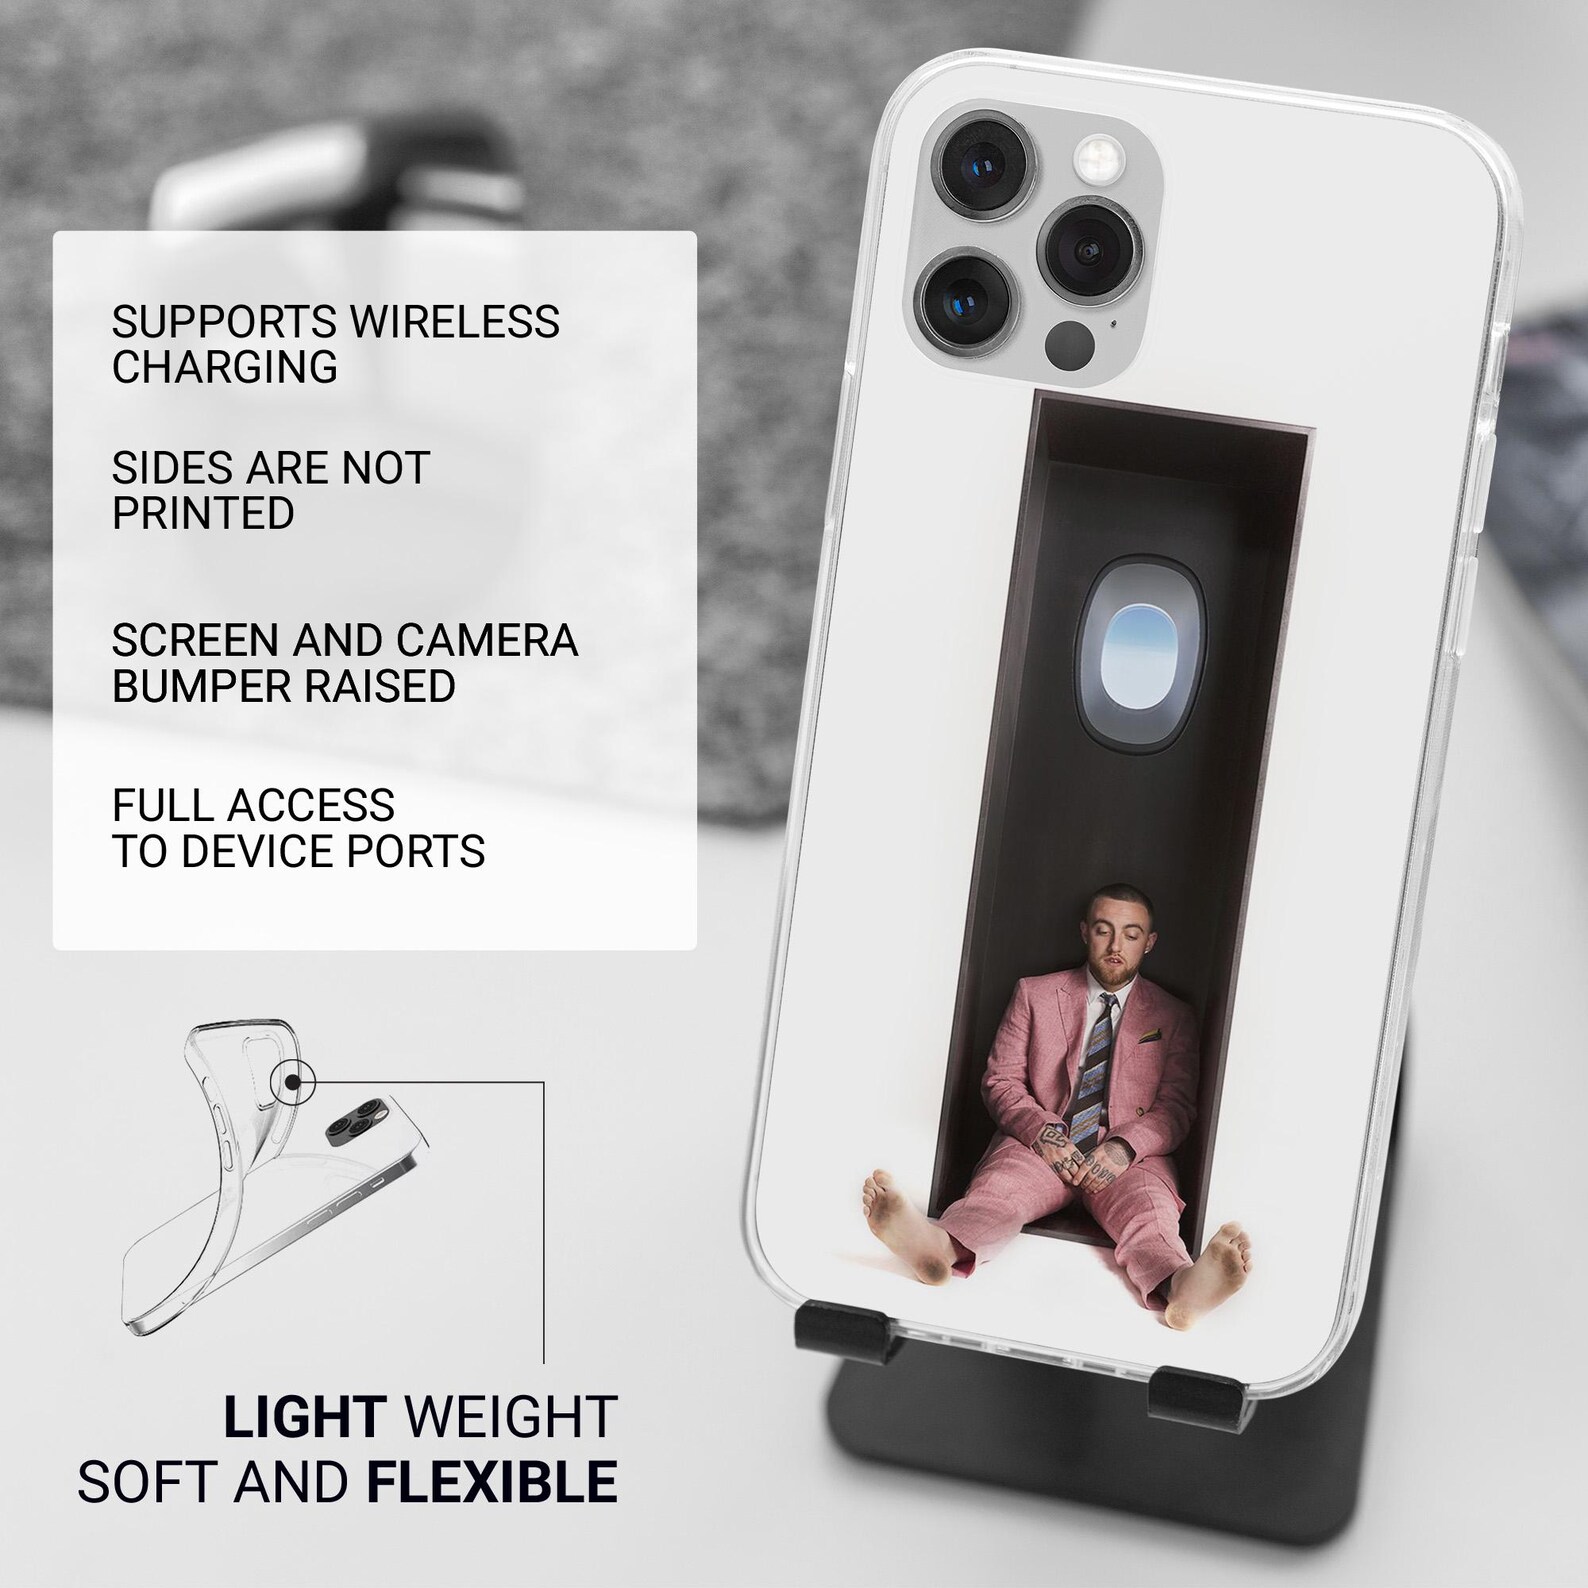 SUPPORTS WIRELESS
CHARGING
SIDES ARE NOT
PRINTED
SCREEN AND CAMERA
BUMPER RAISED
FULL ACCESS
TO DEVICE PORTS
LIGHT WEIGHT
SOFT AND FLEXIBLE